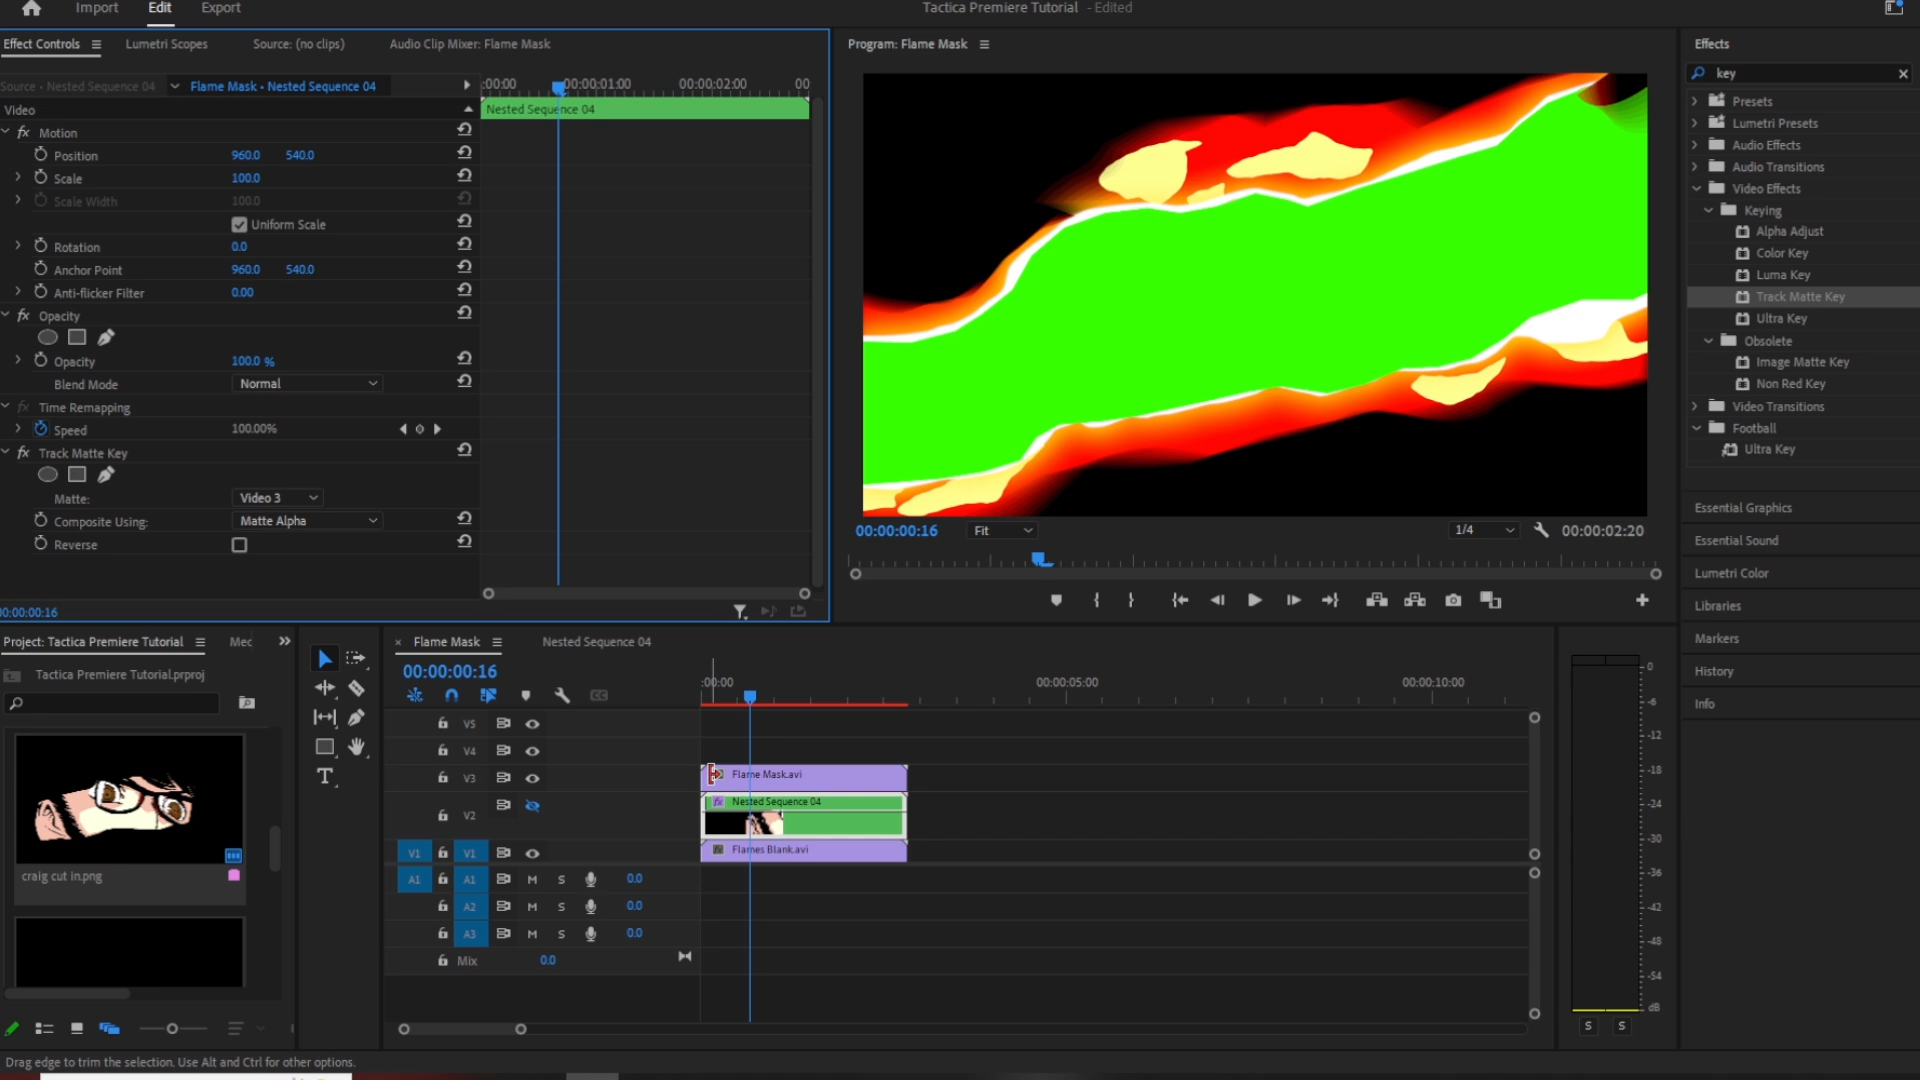 Import
Edit
Export
Tactica Premiere Tutorial - Edited
Effect Controls
Lumetri Scopes
Source: (no clips)
Audio Clip Mixer: Flame Mask
Source • Nested Sequence 04
Flame Mask • Nested Sequence 04
:00:00
00:00:01:00
00:00:02:00
00
Nested Sequence 04
Video
fx Motion
Position 960.0 540.0
Scale 100.0
Scale Width 100.0
Uniform Scale
Rotation 0.0
Anchor Point 960.0 540.0
Anti-flicker Filter 0.00
fx Opacity
Opacity 100.0 %
Blend Mode Normal
fx Time Remapping
Speed 100.00%
fx Track Matte Key
Matte: Video 3
Composite Using: Matte Alpha
Reverse
00:00:00:16
Program: Flame Mask
00:00:00:16
Fit
1/4
00:00:02:20
Effects
key
Presets
Lumetri Presets
Audio Effects
Audio Transitions
Video Effects
Keying
Alpha Adjust
Color Key
Luma Key
Track Matte Key
Ultra Key
Obsolete
Image Matte Key
Non Red Key
Video Transitions
Football
Ultra Key
Essential Graphics
Essential Sound
Lumetri Color
Libraries
Markers
History
Info
Project: Tactica Premiere Tutorial
Mec
Tactica Premiere Tutorial.prproj
craig cut in.png
T
Flame Mask
Nested Sequence 04
00:00:00:16
CC
:00:00
00:00:05:00
00:00:10:00
V5
V4
V3
Flame Mask.avi
V2
fx Nested Sequence 04
V1 V1
fx Flames Blank.avi
A1 A1 M S 0.0
A2 M S 0.0
A3 M S 0.0
Mix 0.0
0
-6
-12
-18
-24
-30
-36
-42
-48
-54
dB
S S
Drag edge to trim the selection. Use Alt and Ctrl for other options.